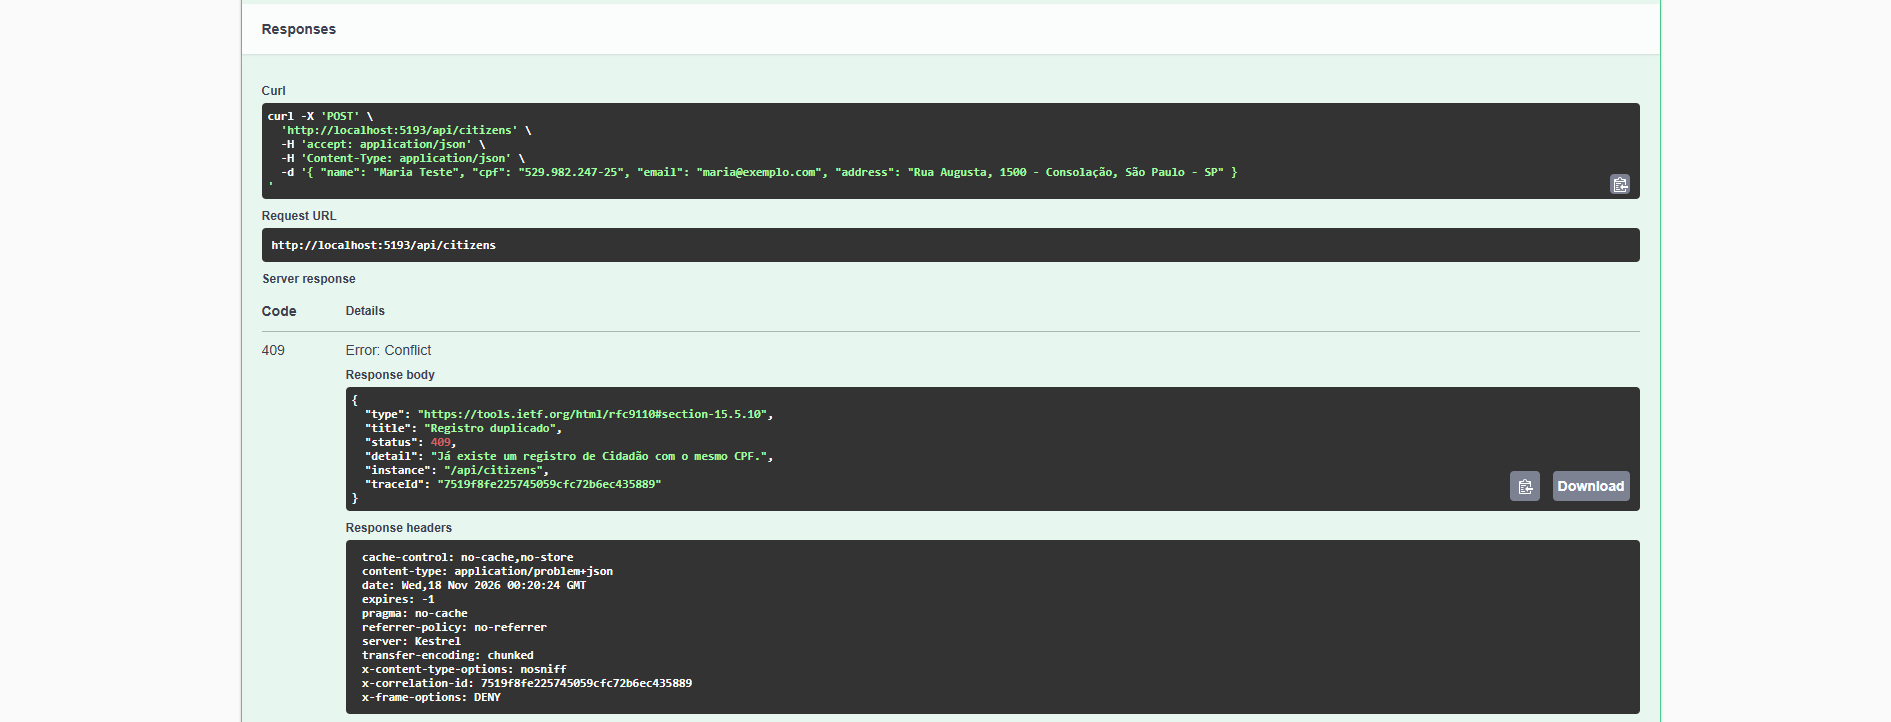 Responses
Curl
curl -X 'POST' \
'http://localhost:5193/api/citizens' \
-H 'accept: application/json' \
-H 'Content-Type: application/json' \
-d '{ "name": "Maria Teste", "cpf": "529.982.247-25", "email": "maria@exemplo.com", "address": "Rua Augusta, 1500 - Consolação, São Paulo - SP" }
'
Request URL
http://localhost:5193/api/citizens
Server response
Code Details
409 Error: Conflict
Response body
{
"type": "https://tools.ietf.org/html/rfc9110#section-15.5.10",
"title": "Registro duplicado",
"status": 409,
"detail": "Já existe um registro de Cidadão com o mesmo CPF.",
"instance": "/api/citizens",
"traceId": "7519f8fe225745059cfc72b6ec435889"
}
Download
Response headers
cache-control: no-cache,no-store
content-type: application/problem+json
date: Wed,18 Nov 2026 00:20:24 GMT
expires: -1
pragma: no-cache
referrer-policy: no-referrer
server: Kestrel
transfer-encoding: chunked
x-content-type-options: nosniff
x-correlation-id: 7519f8fe225745059cfc72b6ec435889
x-frame-options: DENY